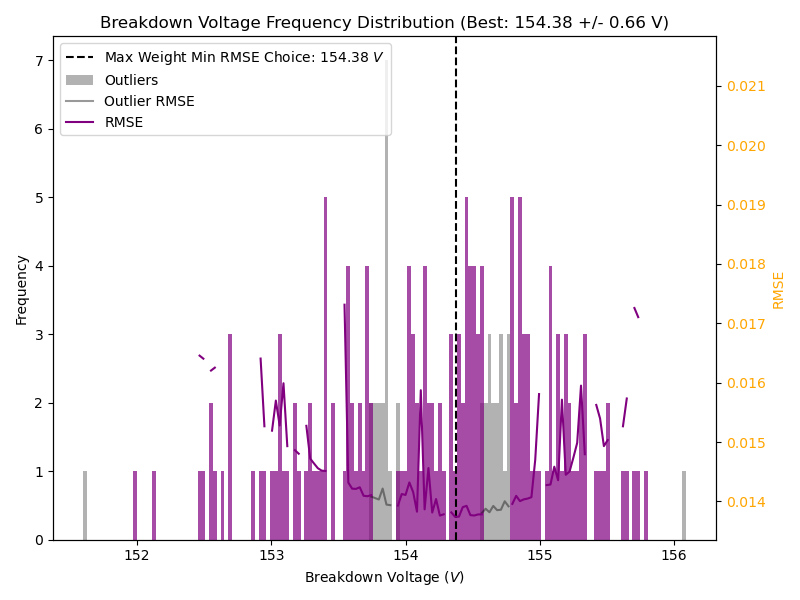 Breakdown Voltage Frequency Distribution (Best: 154.38 +/- 0.66 V)
Max Weight Min RMSE Choice: 154.38 V
Outliers
Outlier RMSE
RMSE
Frequency
7
6
5
4
3
2
1
0
0.021
0.020
0.019
0.018
0.017
0.016
0.015
0.014
RMSE
152
153
154
155
156
Breakdown Voltage (V)